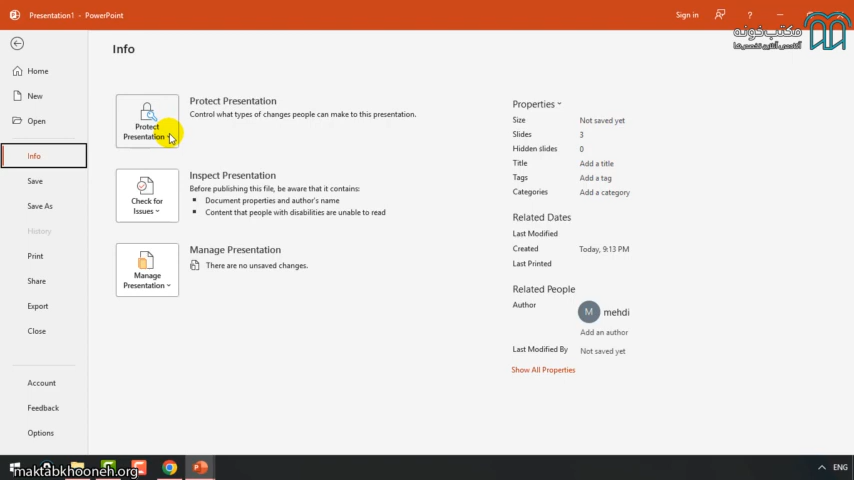 Presentation1 - PowerPoint
Sign in
?
مکتب‌خونه
آکادمی آنلاین تخصص‌ها
Info
Home
New
Open
Info
Save
Save As
History
Print
Share
Export
Close
Account
Feedback
Options
Protect Presentation
Protect Presentation
Control what types of changes people can make to this presentation.
Check for Issues
Inspect Presentation
Before publishing this file, be aware that it contains:
Document properties and author's name
Content that people with disabilities are unable to read
Manage Presentation
Manage Presentation
There are no unsaved changes.
Properties
Size Not saved yet
Slides 3
Hidden slides 0
Title Add a title
Tags Add a tag
Categories Add a category
Related Dates
Last Modified
Created Today, 9:13 PM
Last Printed
Related People
Author M mehdi
Add an author
Last Modified By Not saved yet
Show All Properties
maktabkhooneh.org
ENG